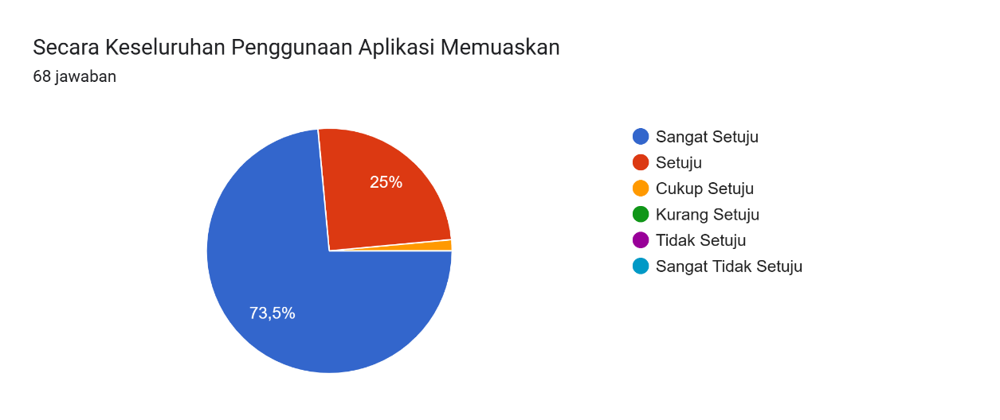 Secara Keseluruhan Penggunaan Aplikasi Memuaskan
68 jawaban
25%
73,5%
Sangat Setuju
Setuju
Cukup Setuju
Kurang Setuju
Tidak Setuju
Sangat Tidak Setuju